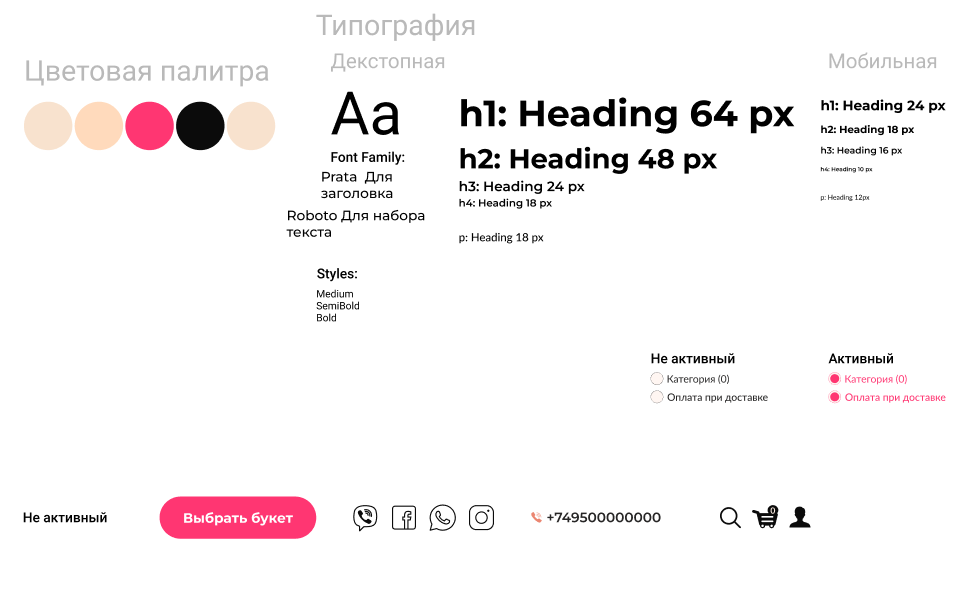 Типография
Цветовая палитра
Декстопная
Мобильная
Aa
Font Family:
Prata Для
заголовка
Roboto Для набора
текста
Styles:
Medium
SemiBold
Bold
h1: Heading 64 px
h2: Heading 48 px
h3: Heading 24 px
h4: Heading 18 px
p: Heading 18 px
h1: Heading 24 px
h2: Heading 18 px
h3: Heading 16 px
h4: Heading 10 px
p: Heading 12px
Не активный
Категория (0)
Оплата при доставке
Активный
Категория (0)
Оплата при доставке
Не активный
Выбрать букет
+749500000000
0